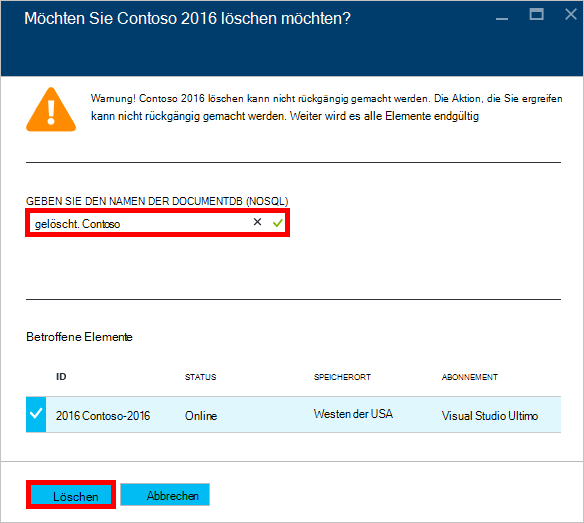 Möchten Sie Contoso 2016 löschen möchten?
Warnung! Contoso 2016 löschen kann nicht rückgängig gemacht werden. Die Aktion, die Sie ergreifen
kann nicht rückgängig gemacht werden. Weiter wird es alle Elemente endgültig
GEBEN SIE DEN NAMEN DER DOCUMENTDB (NOSQL)
gelöscht. Contoso
Betroffene Elemente
ID STATUS SPEICHERORT ABONNEMENT
2016 Contoso-2016 Online Westen der USA Visual Studio Ultimo
Löschen Abbrechen